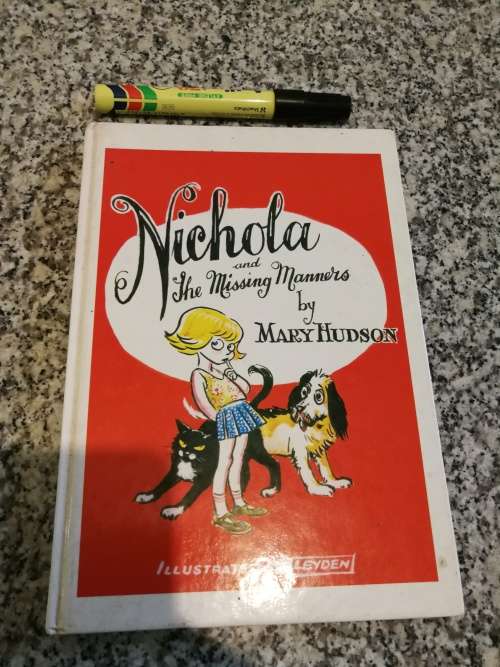 Nichola
and
The Missing Manners
by
MARY HUDSON
LEYDEN